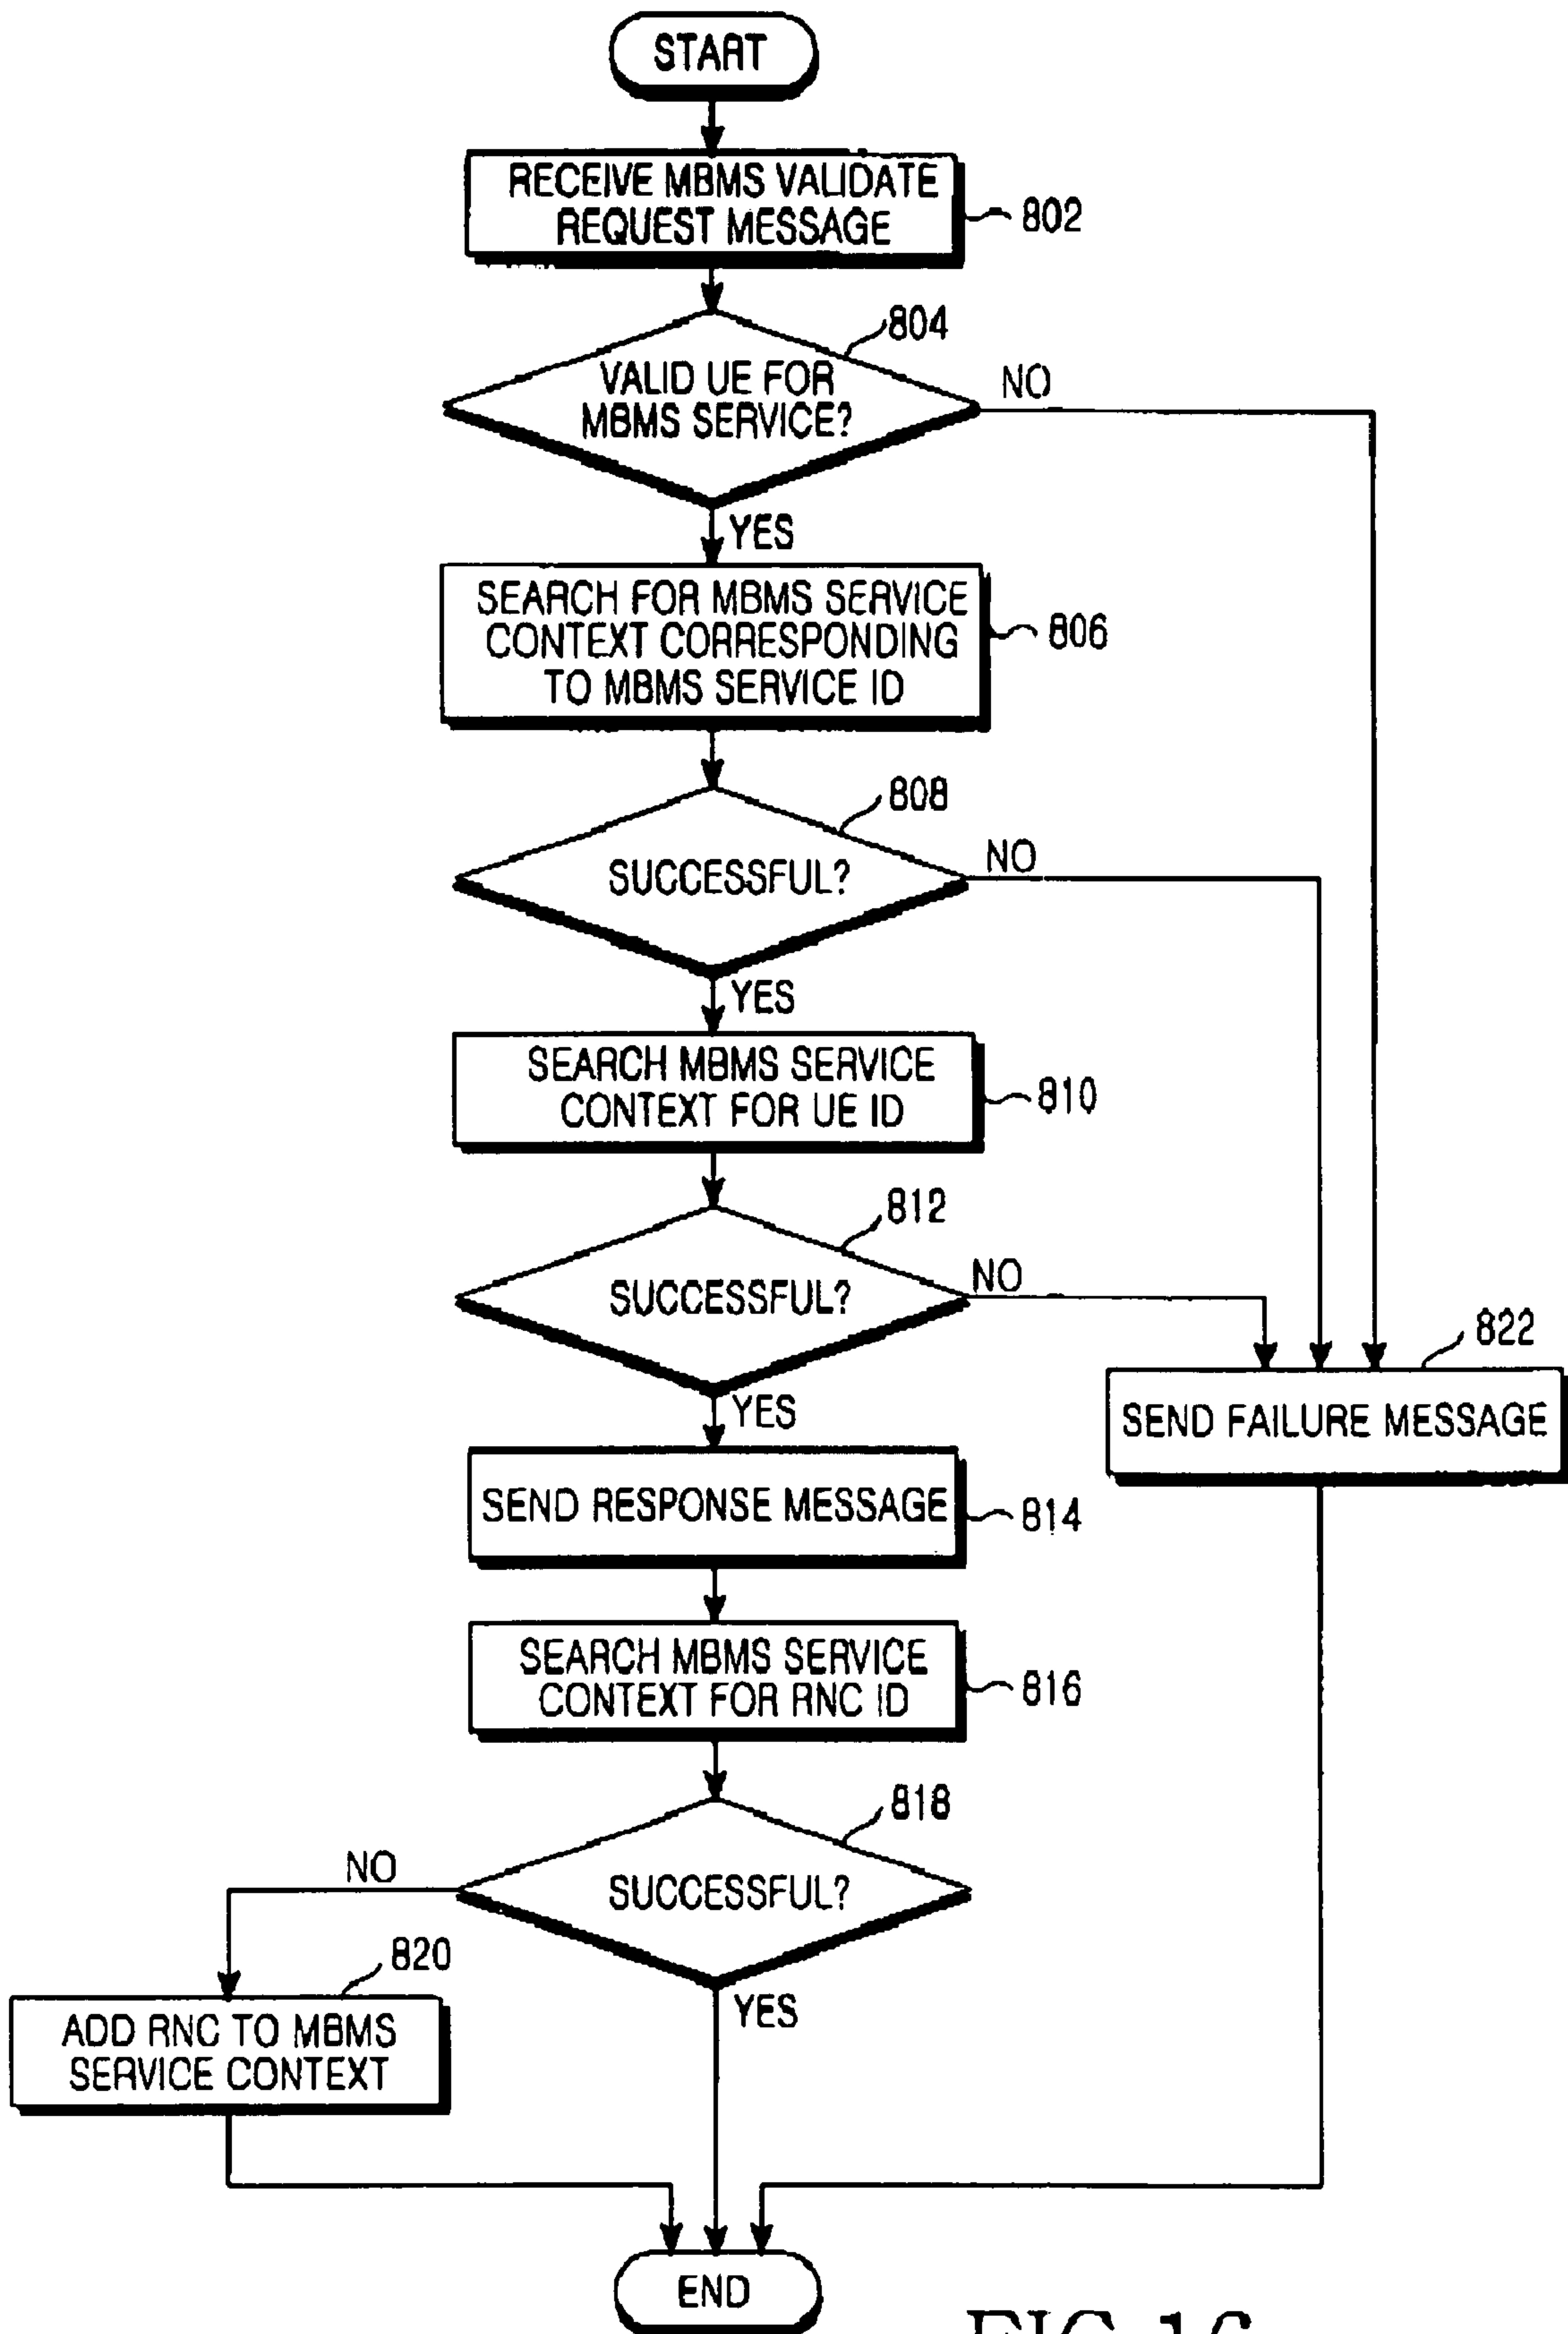 START
RECEIVE MBMS VALIDATE
REQUEST MESSAGE
802
804
VALID UE FOR
MBMS SERVICE?
NO
YES
SEARCH FOR MBMS SERVICE
CONTEXT CORRESPONDING
TO MBMS SERVICE ID
806
808
SUCCESSFUL?
NO
YES
SEARCH MBMS SERVICE
CONTEXT FOR UE ID
810
812
SUCCESSFUL?
NO
YES
822
SEND FAILURE MESSAGE
SEND RESPONSE MESSAGE
814
SEARCH MBMS SERVICE
CONTEXT FOR RNC ID
816
818
SUCCESSFUL?
NO
YES
820
ADD RNC TO MBMS
SERVICE CONTEXT
END
FIG. 16